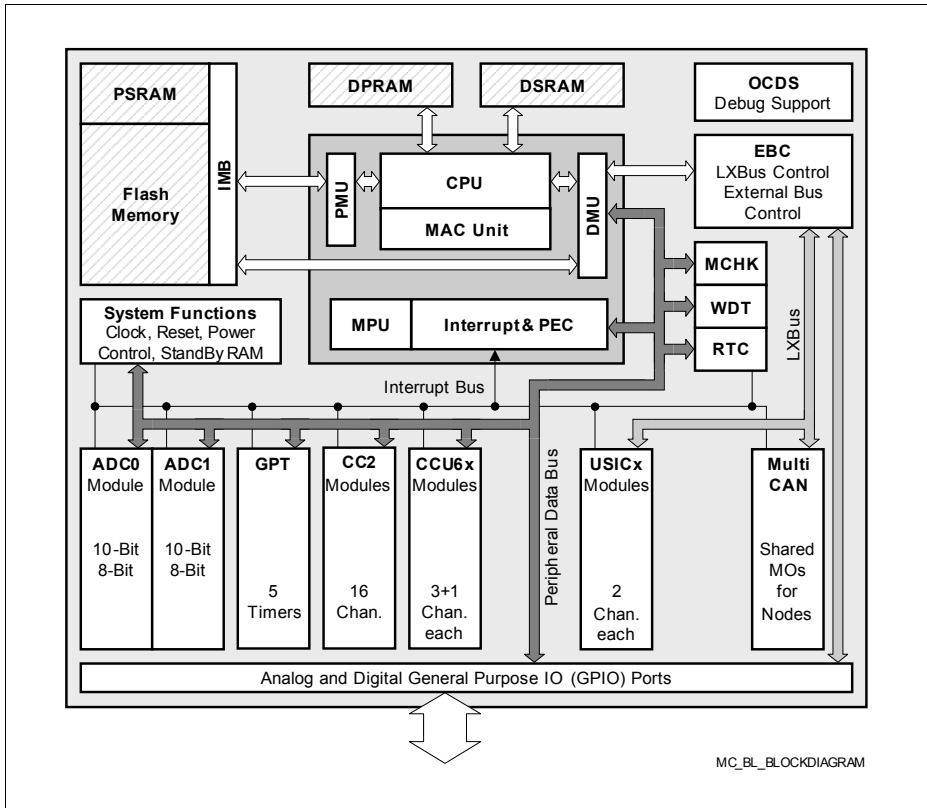 PSRAM
Flash
Memory
IMB
DPRAM
DSRAM
OCDS
Debug Support
PMU
CPU
MAC Unit
DMU
EBC
LXBus Control
External Bus
Control
MCHK
WDT
RTC
LXBus
System Functions
Clock, Reset, Power
Control, StandBy RAM
MPU
Interrupt & PEC
Interrupt Bus
ADC0
Module
10-Bit
8-Bit
ADC1
Module
10-Bit
8-Bit
GPT
5
Timers
CC2
Modules
16
Chan.
CCU6x
Modules
3+1
Chan.
each
Peripheral Data Bus
USICx
Modules
2
Chan.
each
Multi
CAN
Shared
MOs
for
Nodes
Analog and Digital General Purpose IO (GPIO) Ports
MC_BL_BLOCKDIAGRAM